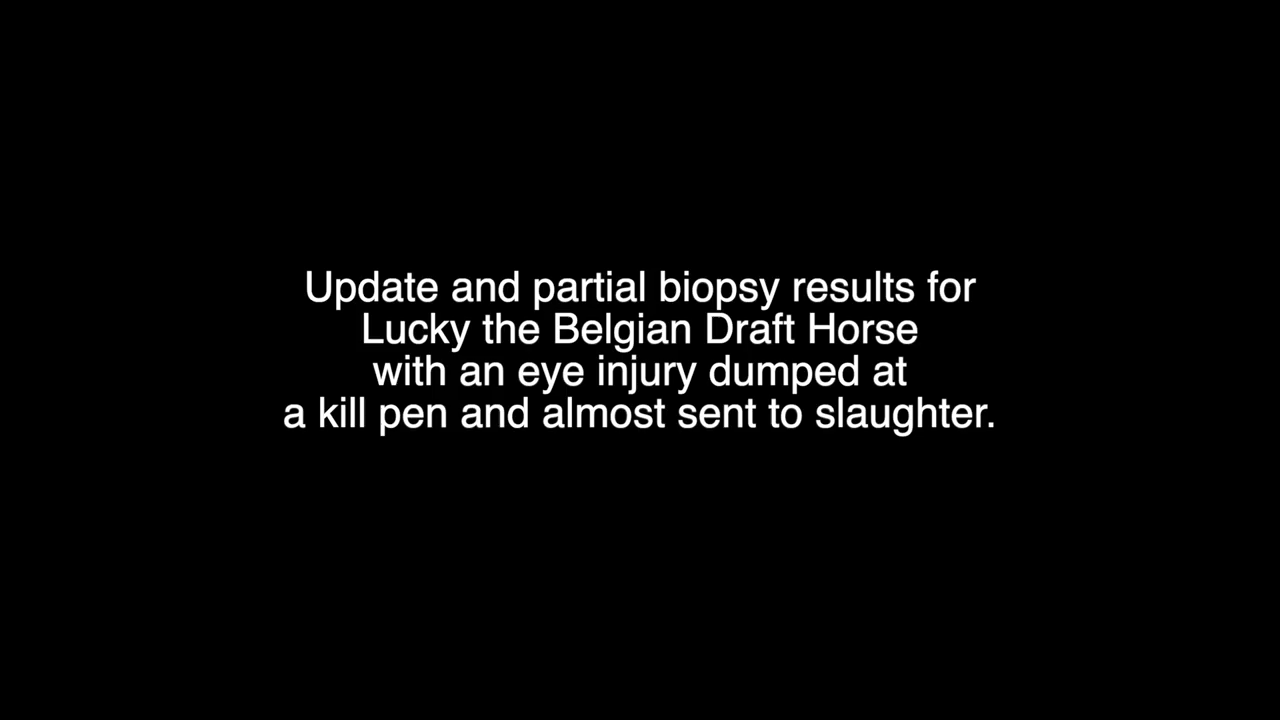 Update and partial biopsy results for
Lucky the Belgian Draft Horse
with an eye injury dumped at
a kill pen and almost sent to slaughter.